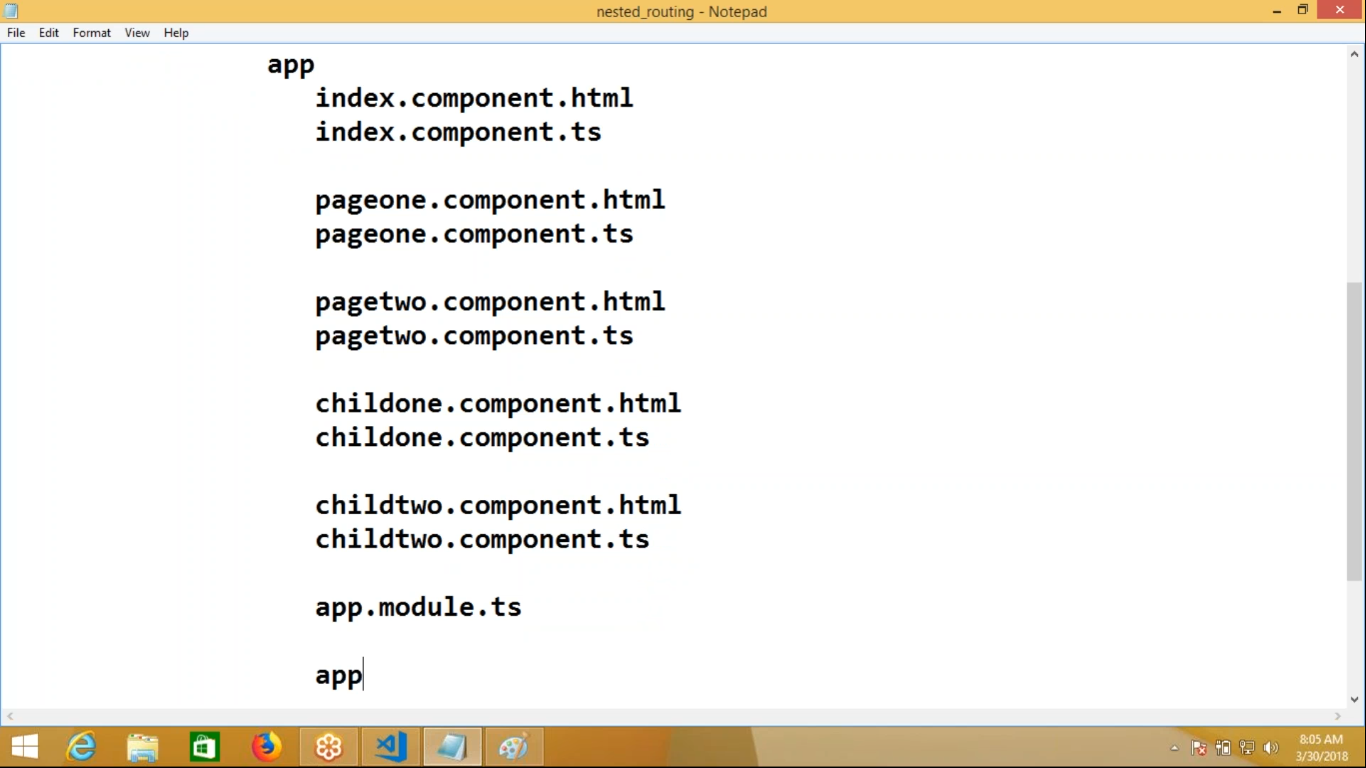 nested_routing - Notepad
File Edit Format View Help
app
index.component.html
index.component.ts
pageone.component.html
pageone.component.ts
pagetwo.component.html
pagetwo.component.ts
childone.component.html
childone.component.ts
childtwo.component.html
childtwo.component.ts
app.module.ts
app
8:05 AM
3/30/2018